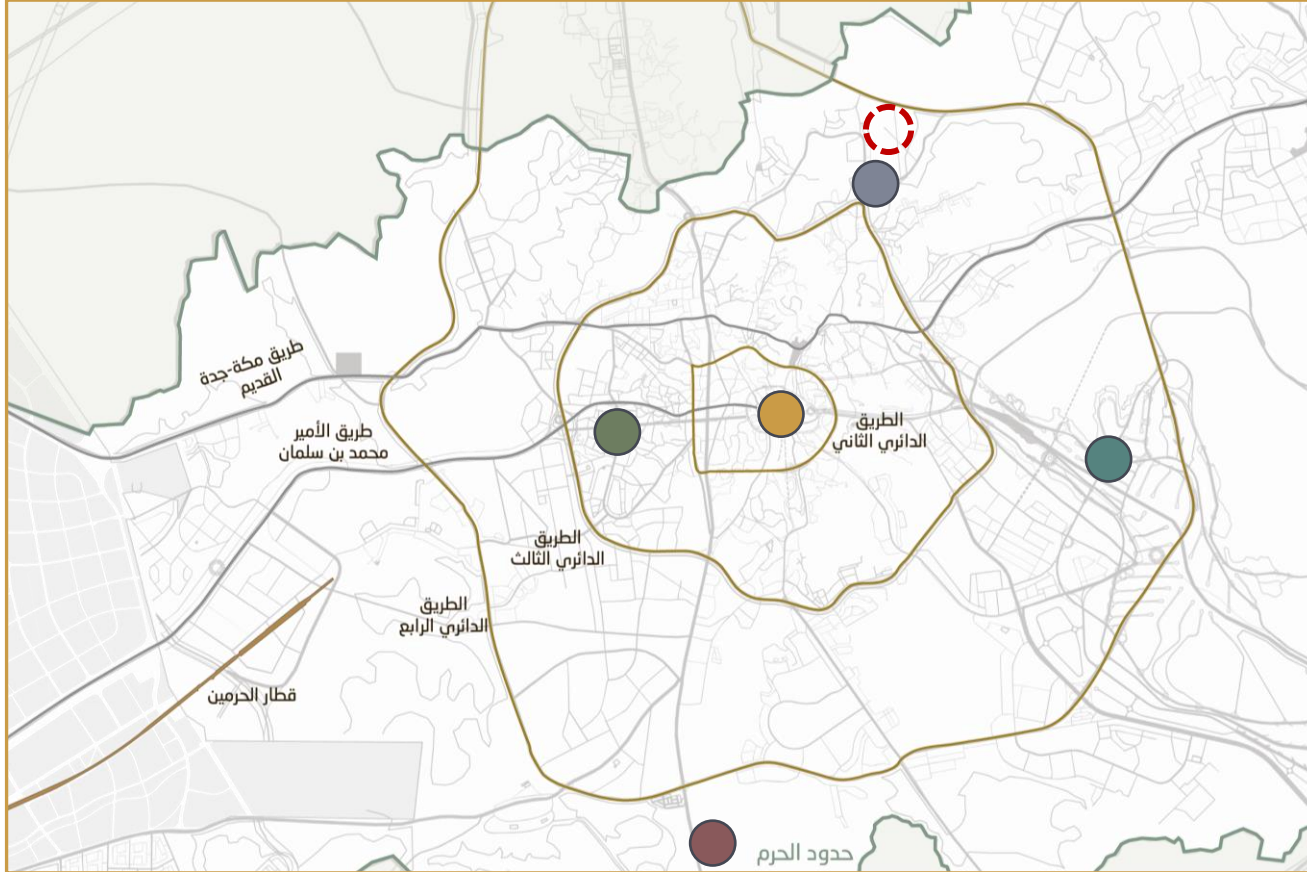 طريق مكة-جدة
القديم
طريق الأمير
محمد بن سلمان
الطريق
الدائري الثاني
الطريق
الدائري الثالث
الطريق
الدائري الرابع
قطار الحرمين
حدود الحرم